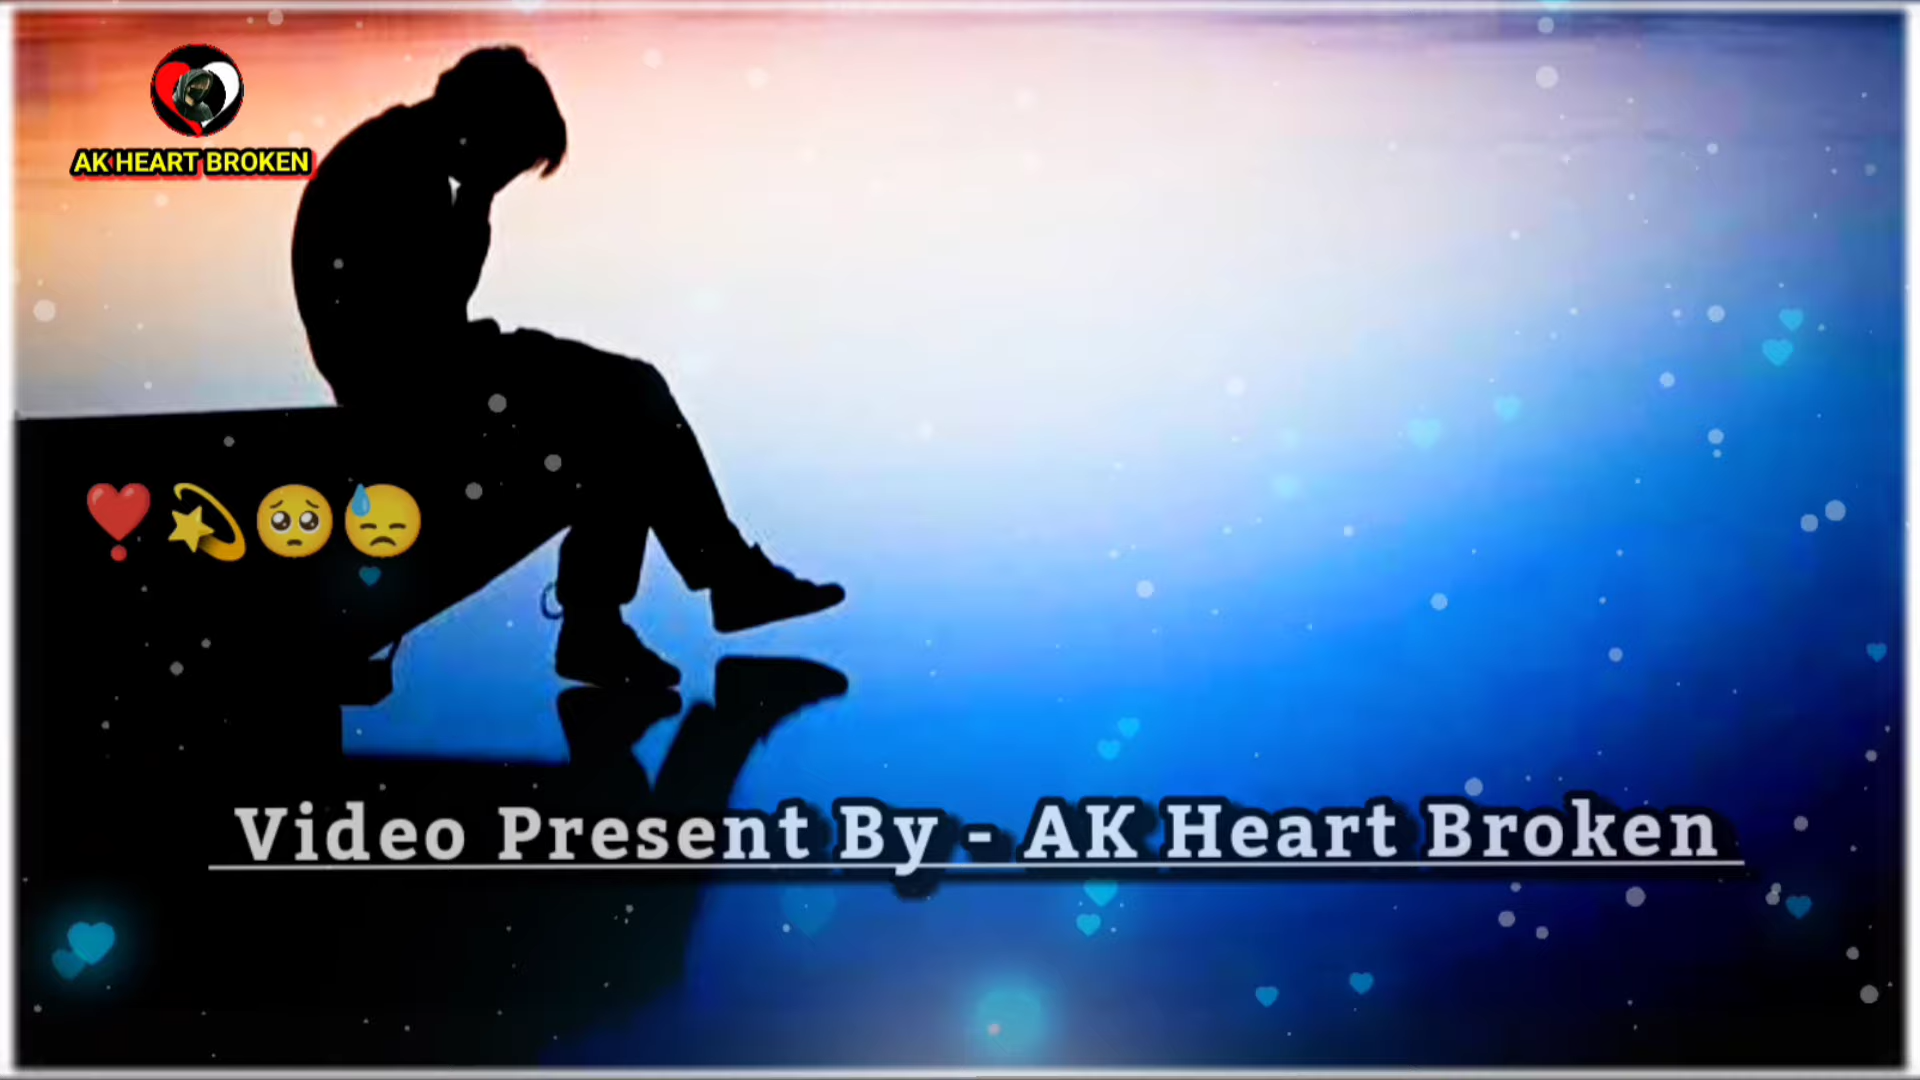 AK HEART BROKEN
❣️💫🥺😓
Video Present By - AK Heart Broken